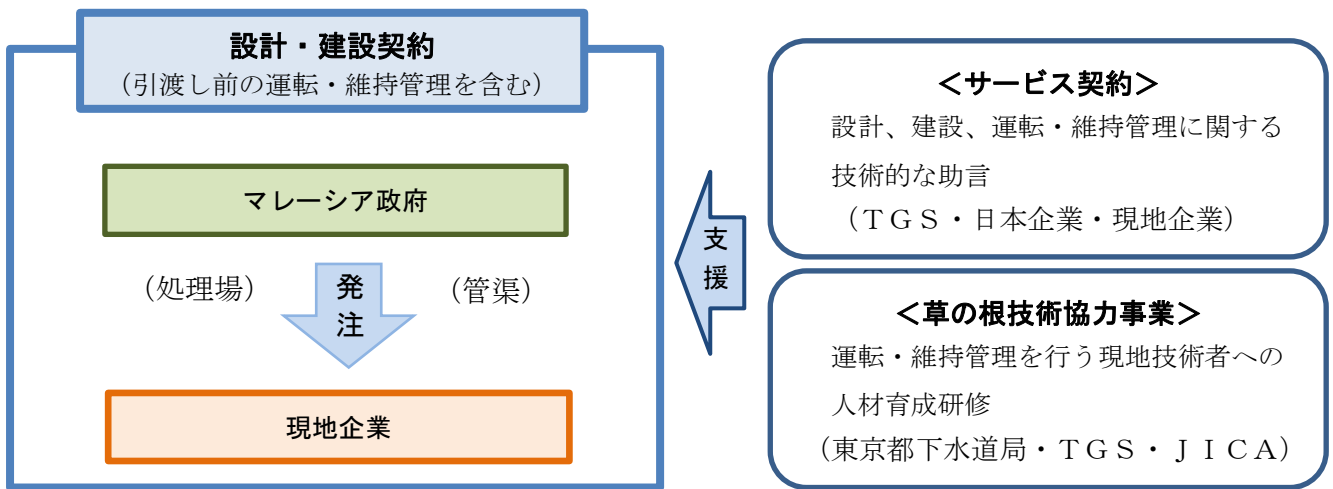 設計・建設契約
（引渡し前の運転・維持管理を含む）
マレーシア政府
（処理場）
発注
（管渠）
現地企業
支援
＜サービス契約＞
設計、建設、運転・維持管理に関する
技術的な助言
（ＴＧＳ・日本企業・現地企業）
＜草の根技術協力事業＞
運転・維持管理を行う現地技術者への
人材育成研修
（東京都下水道局・ＴＧＳ・ＪＩＣＡ）